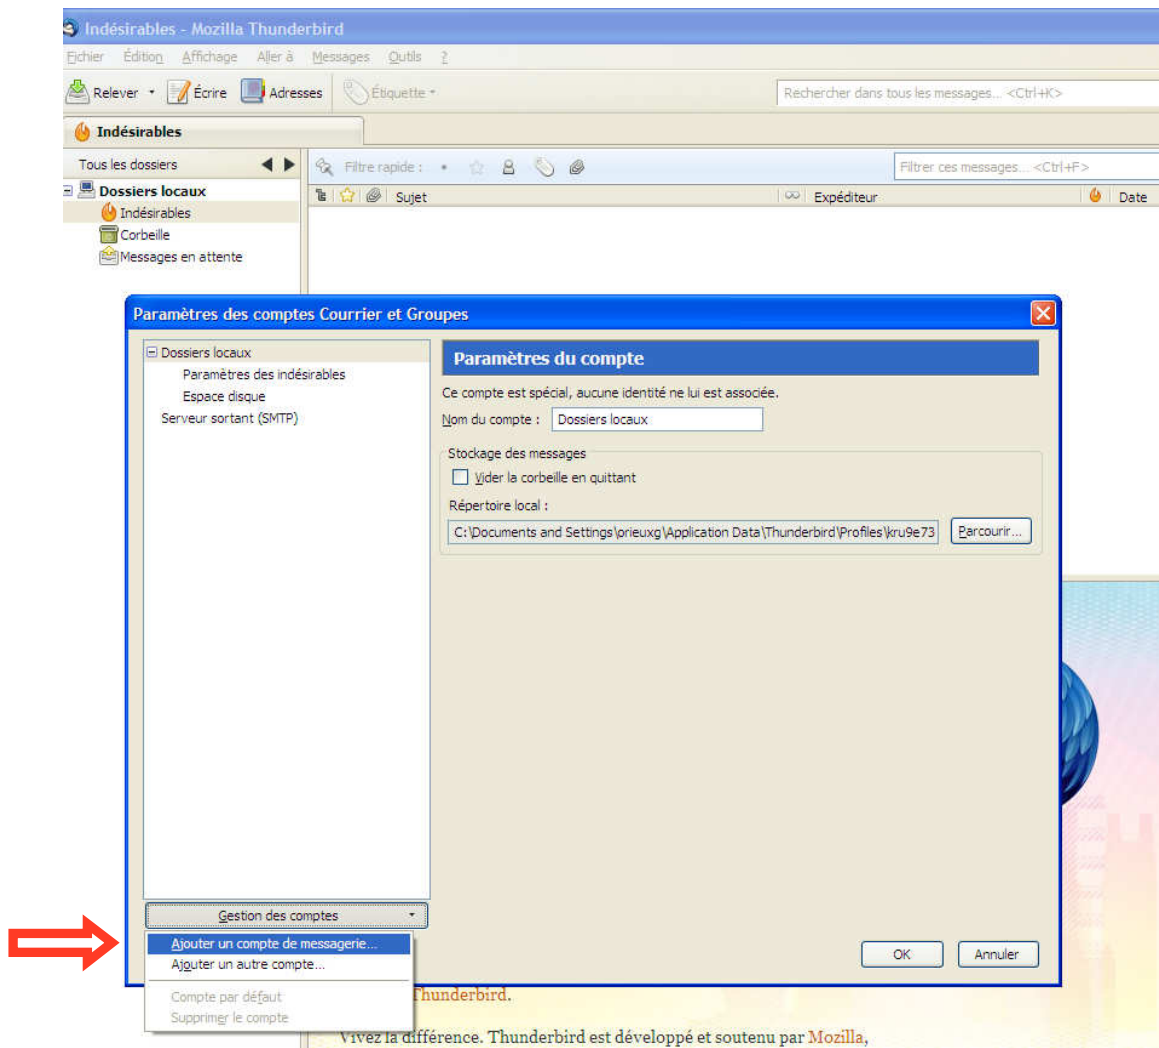 Indésirables - Mozilla Thunderbird
Fichier Édition Affichage Aller à Messages Outils ?
Relever Écrire Adresses Étiquette Rechercher dans tous les messages... <Ctrl+K>
Indésirables
Tous les dossiers Filtre rapide : Filtrer ces messages... <Ctrl+F>
Dossiers locaux Sujet Expéditeur Date
Indésirables
Corbeille
Messages en attente
Paramètres des comptes Courrier et Groupes
Dossiers locaux
Paramètres des indésirables
Espace disque
Serveur sortant (SMTP)
Paramètres du compte
Ce compte est spécial, aucune identité ne lui est associée.
Nom du compte : Dossiers locaux
Stockage des messages
Vider la corbeille en quittant
Répertoire local :
C:\Documents and Settings\prieuxg\Application Data\Thunderbird\Profiles\kru9e73 Parcourir...
Gestion des comptes
Ajouter un compte de messagerie...
Ajouter un autre compte...
Compte par défaut
Supprimer le compte
OK Annuler
Thunderbird.
Vivez la différence. Thunderbird est développé et soutenu par Mozilla,